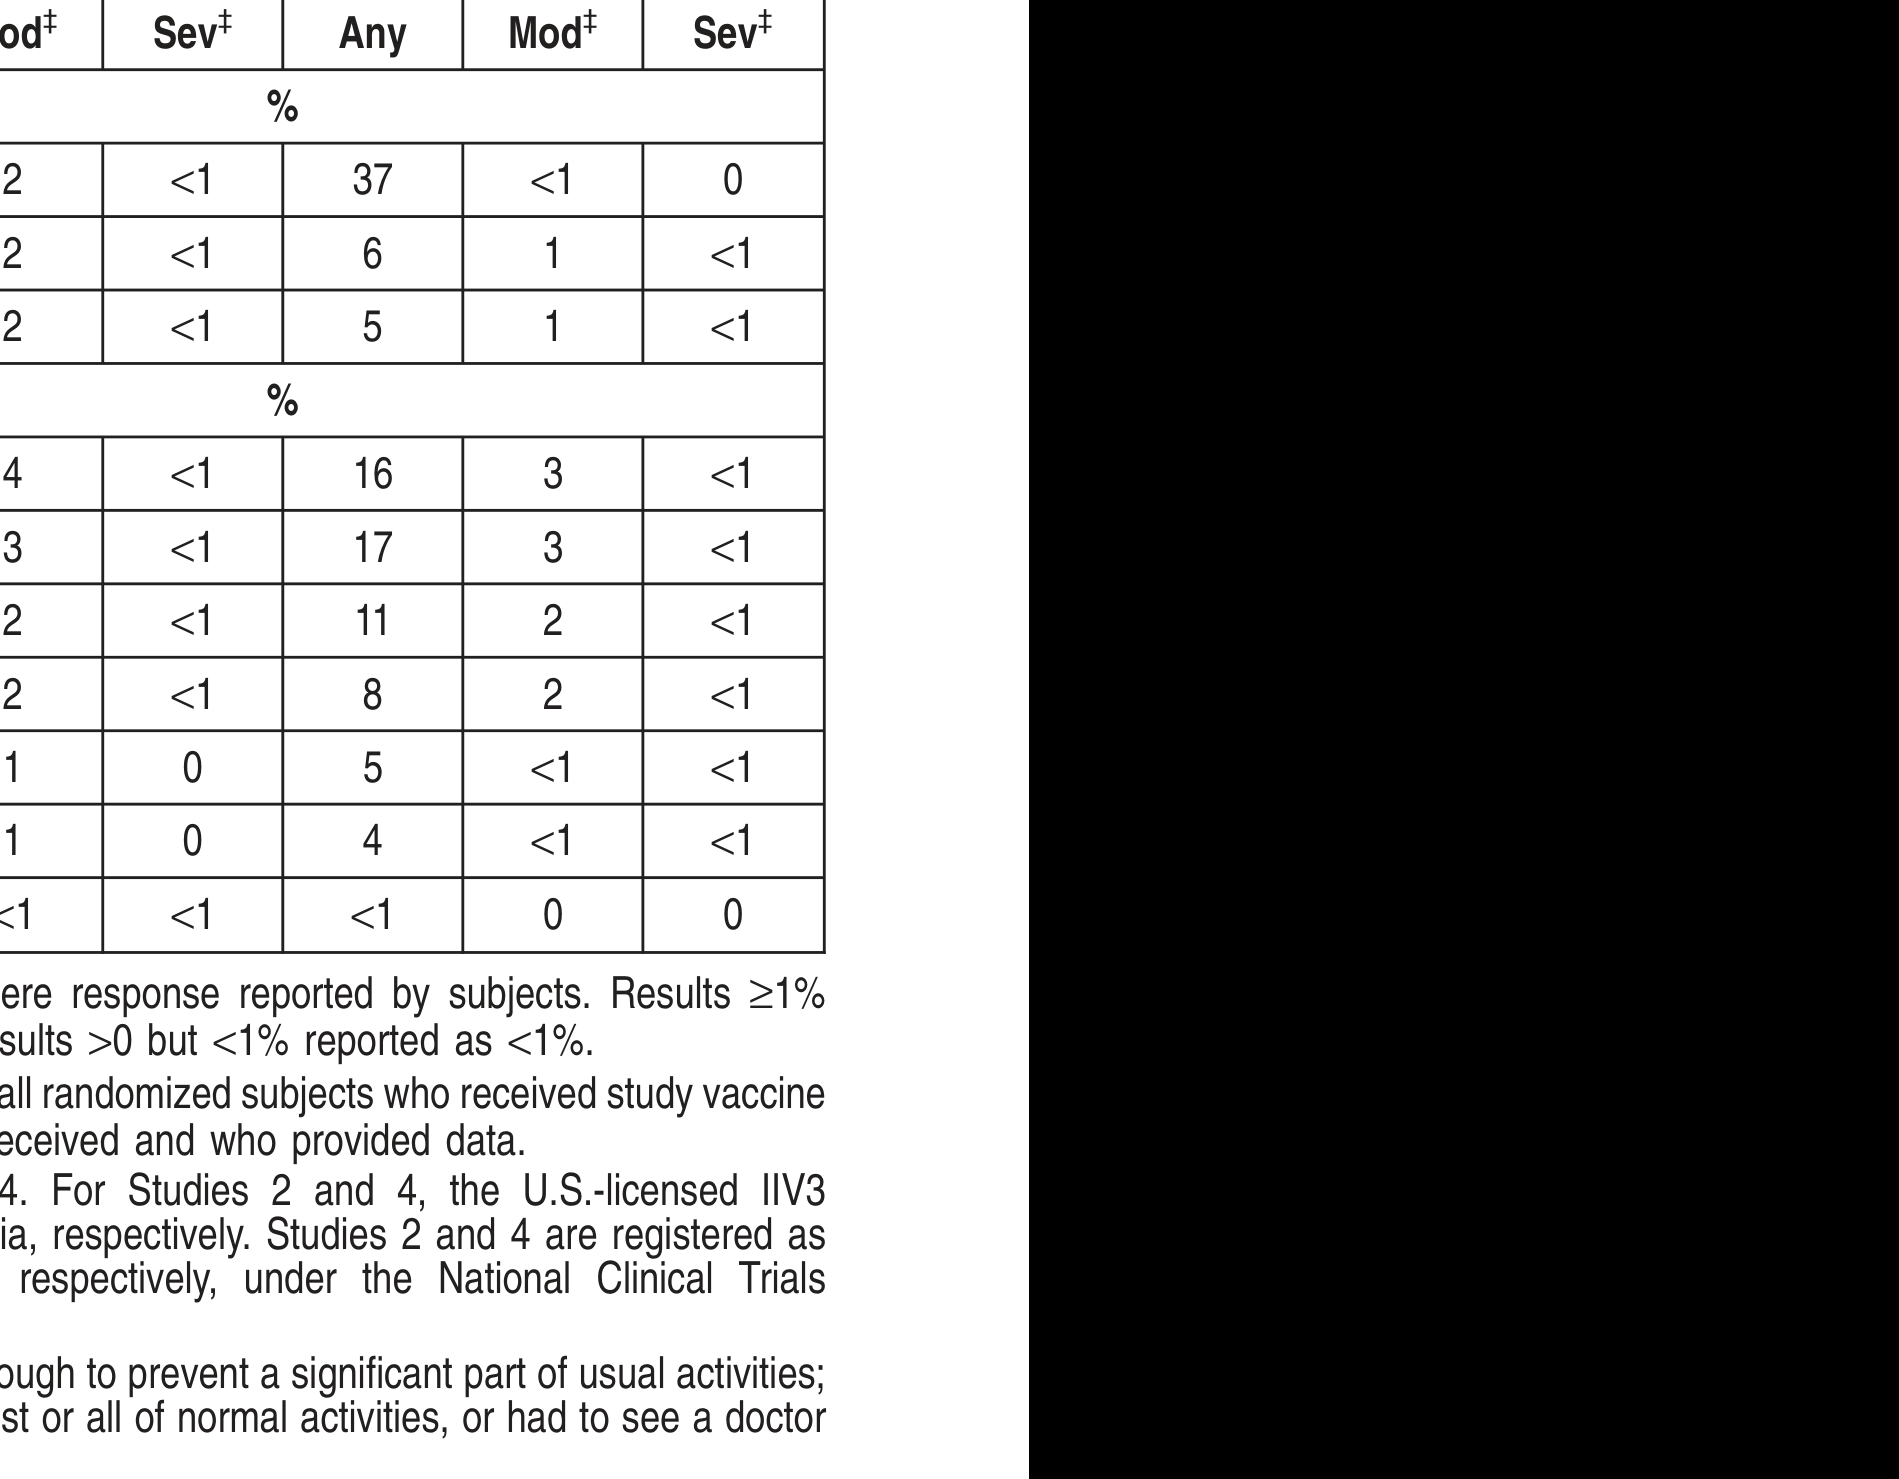 od‡ Sev‡ Any Mod‡ Sev‡
%
2 <1 37 <1 0
2 <1 6 1 <1
2 <1 5 1 <1
%
4 <1 16 3 <1
3 <1 17 3 <1
2 <1 11 2 <1
2 <1 8 2 <1
1 0 5 <1 <1
1 0 4 <1 <1
<1 <1 <1 0 0
ere response reported by subjects. Results ≥1%
sults >0 but <1% reported as <1%.
all randomized subjects who received study vaccine
eceived and who provided data.
4. For Studies 2 and 4, the U.S.-licensed IIV3
ia, respectively. Studies 2 and 4 are registered as
respectively, under the National Clinical Trials
ough to prevent a significant part of usual activities;
st or all of normal activities, or had to see a doctor